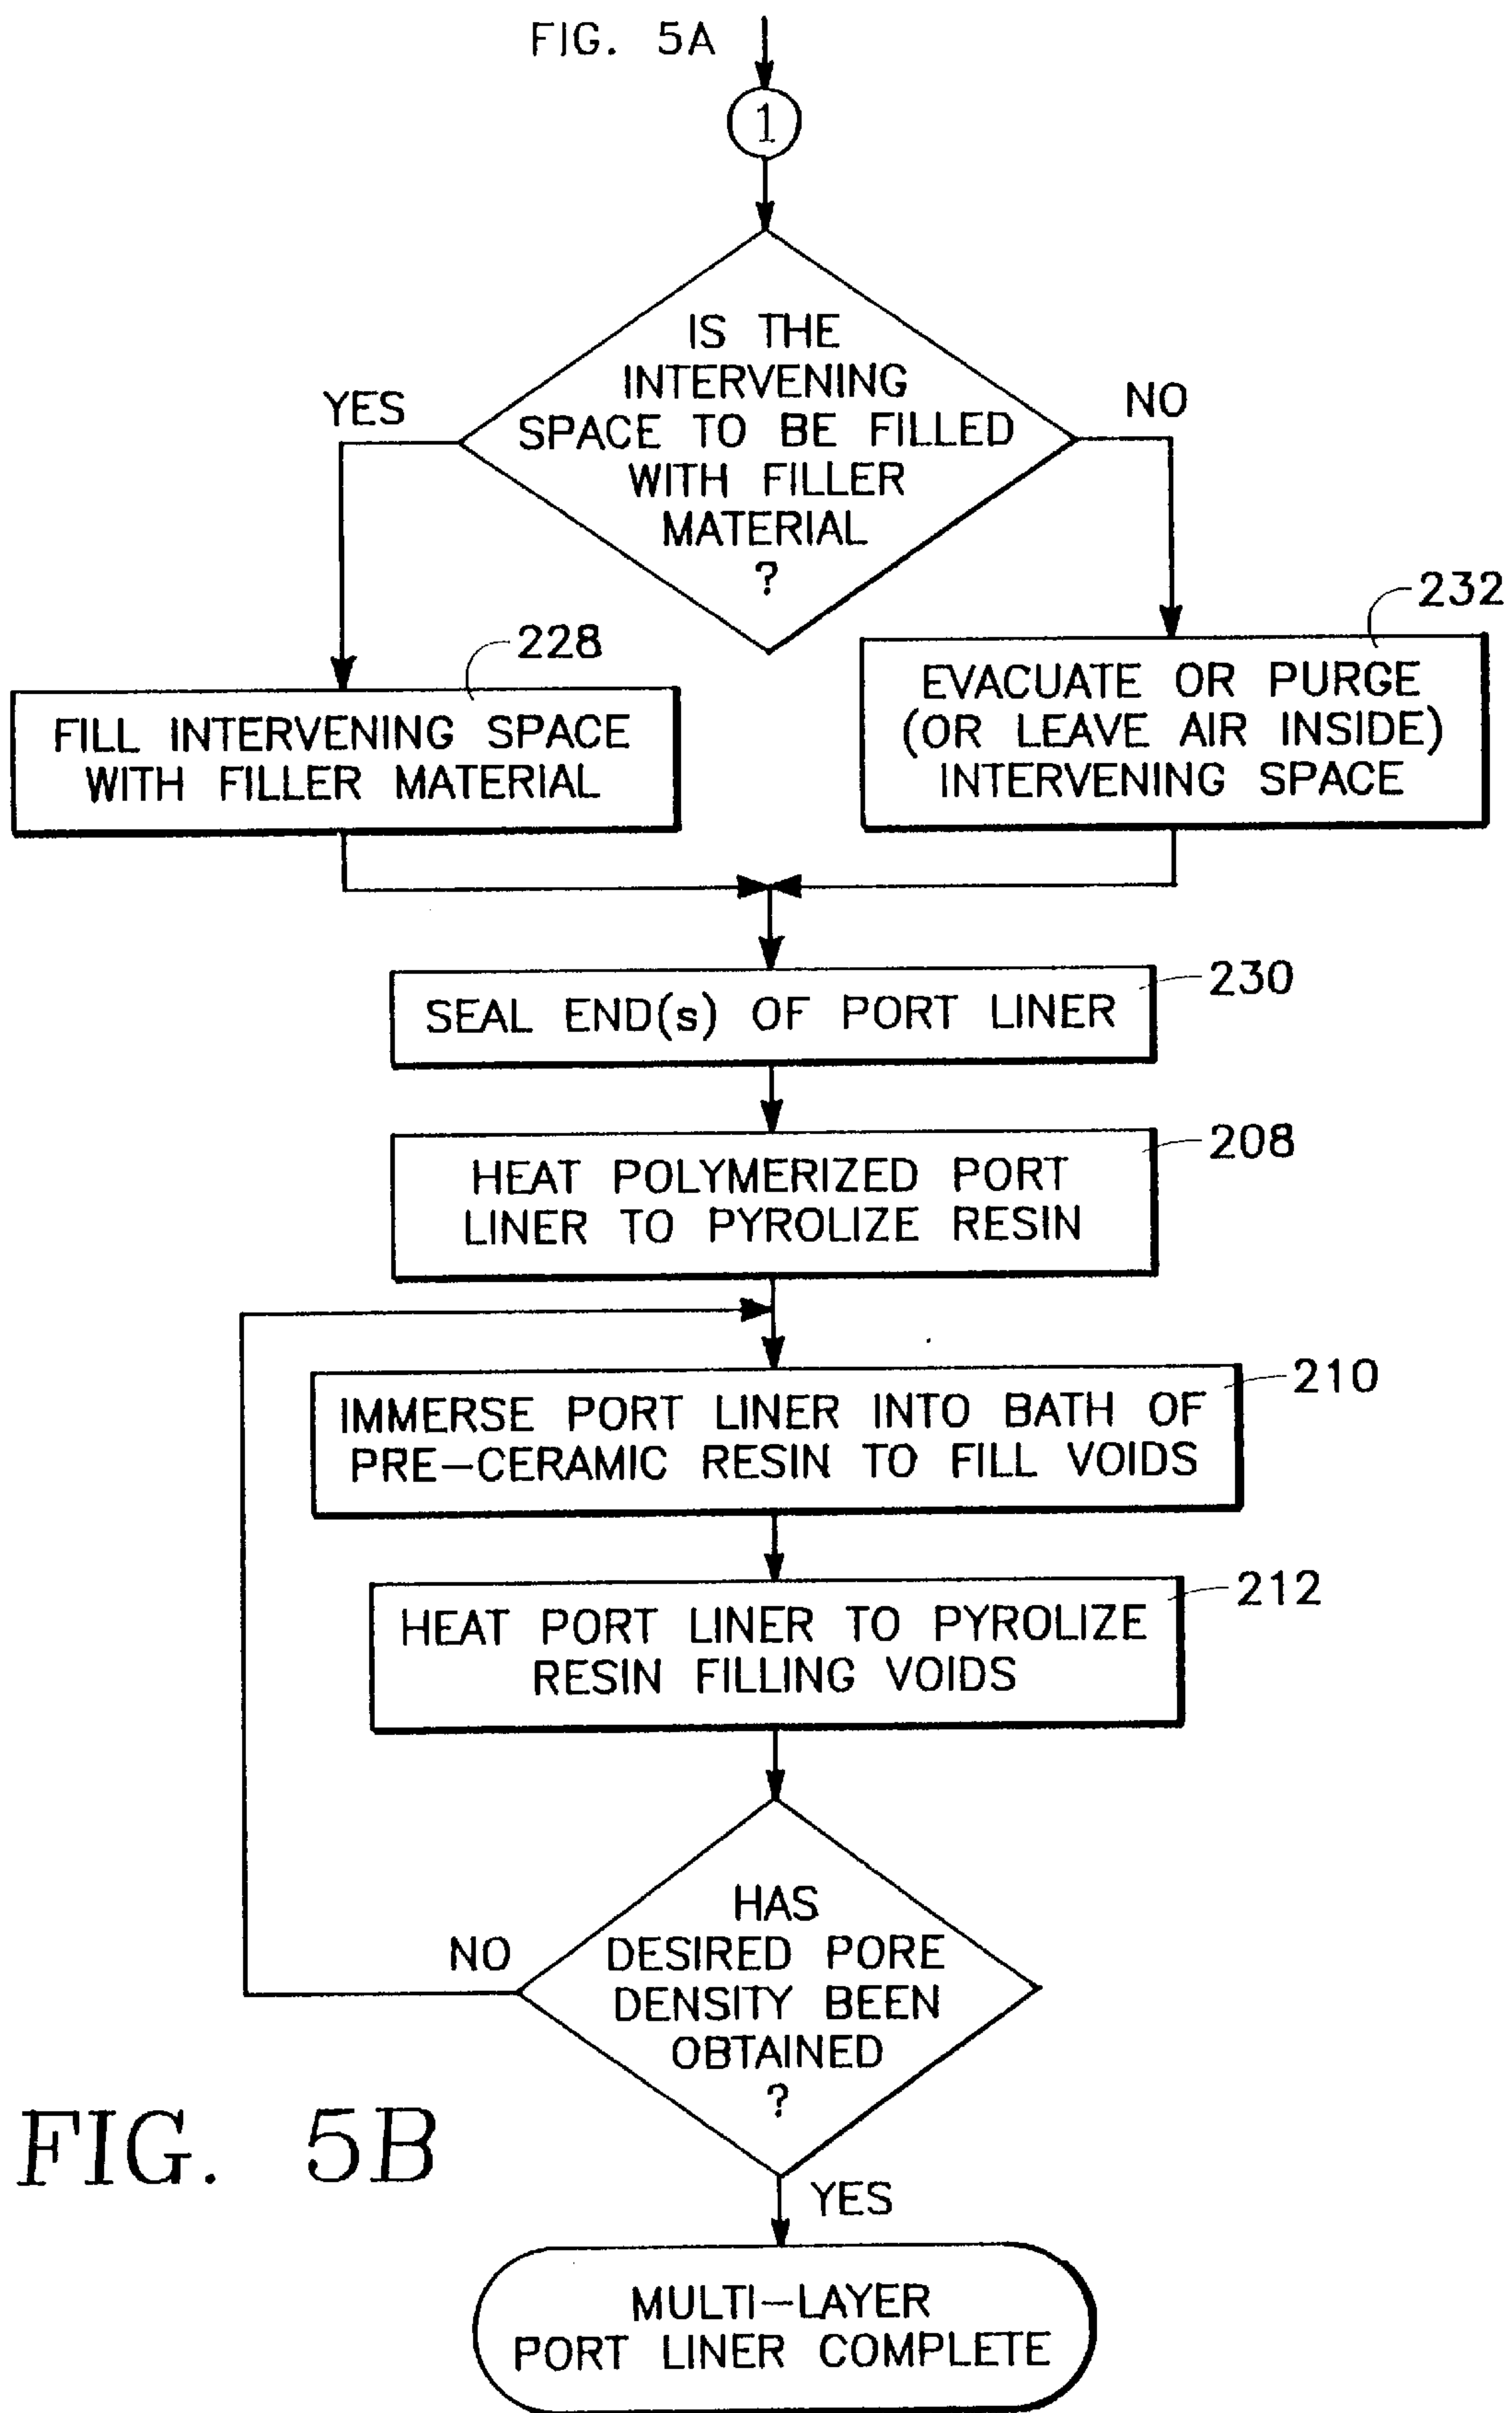 FIG. 5A
1
IS THE
INTERVENING
SPACE TO BE FILLED
WITH FILLER
MATERIAL
?
YES
NO
228
FILL INTERVENING SPACE
WITH FILLER MATERIAL
232
EVACUATE OR PURGE
(OR LEAVE AIR INSIDE)
INTERVENING SPACE
230
SEAL END(s) OF PORT LINER
208
HEAT POLYMERIZED PORT
LINER TO PYROLIZE RESIN
210
IMMERSE PORT LINER INTO BATH OF
PRE-CERAMIC RESIN TO FILL VOIDS
212
HEAT PORT LINER TO PYROLIZE
RESIN FILLING VOIDS
HAS
DESIRED PORE
DENSITY BEEN
OBTAINED
?
NO
YES
FIG. 5B
MULTI-LAYER
PORT LINER COMPLETE